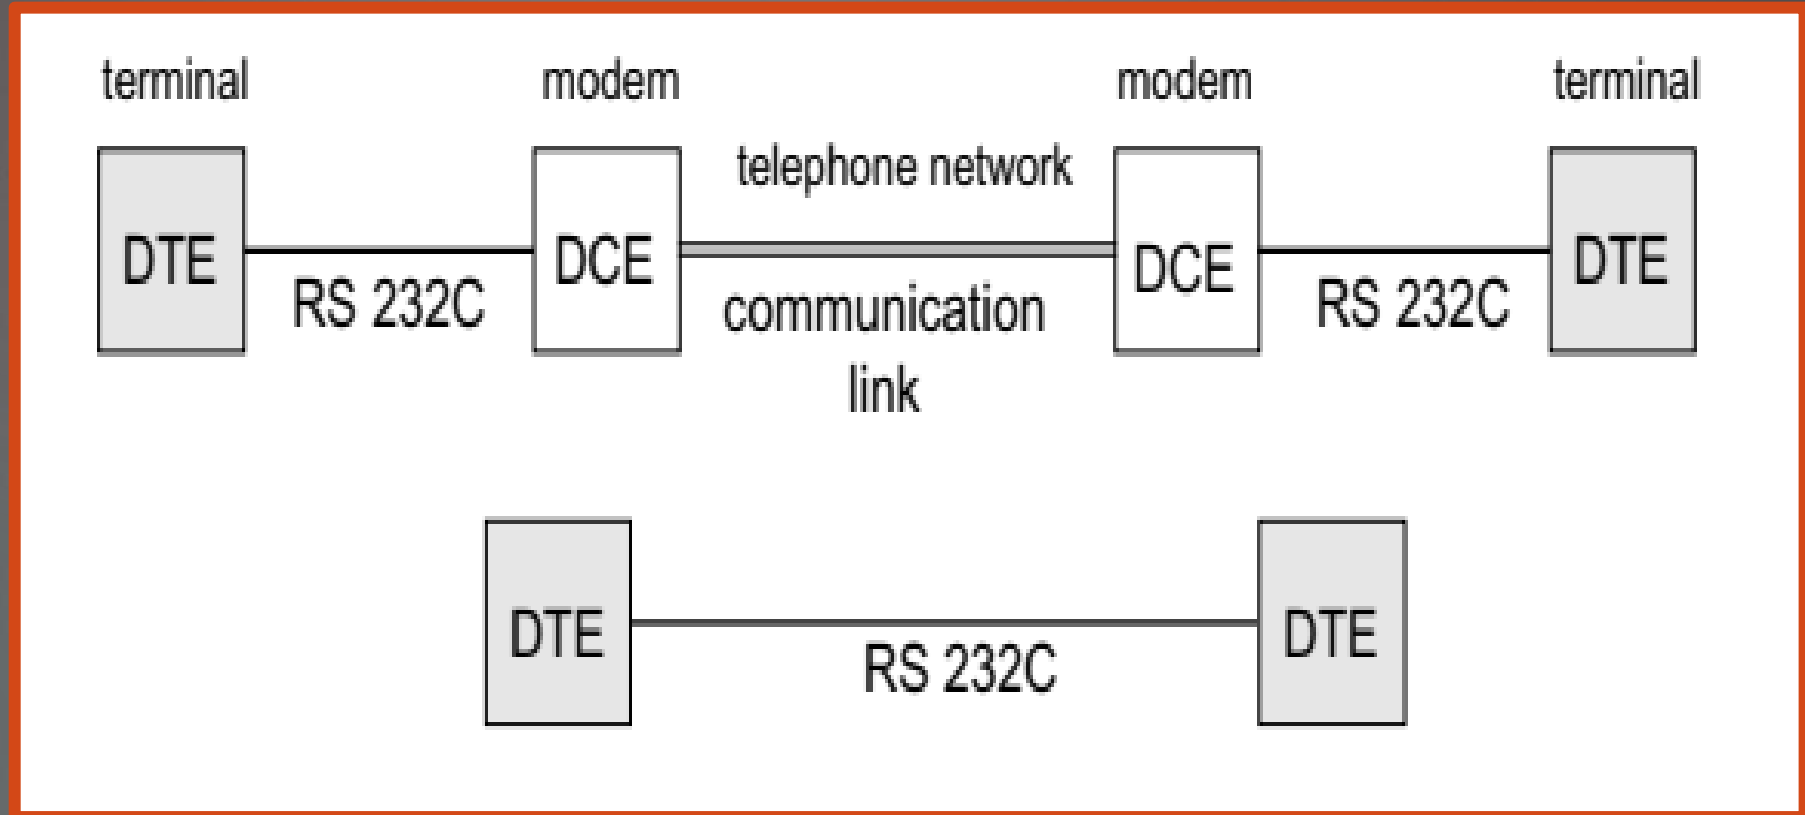 terminal modem modem terminal
telephone network
DTE DCE DCE DTE
RS 232C communication RS 232C
link
DTE DTE
RS 232C